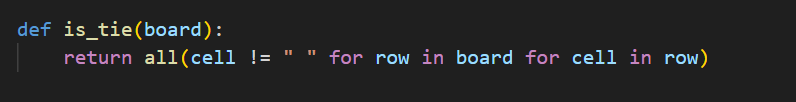 def is_tie(board):
    return all(cell != " " for row in board for cell in row)